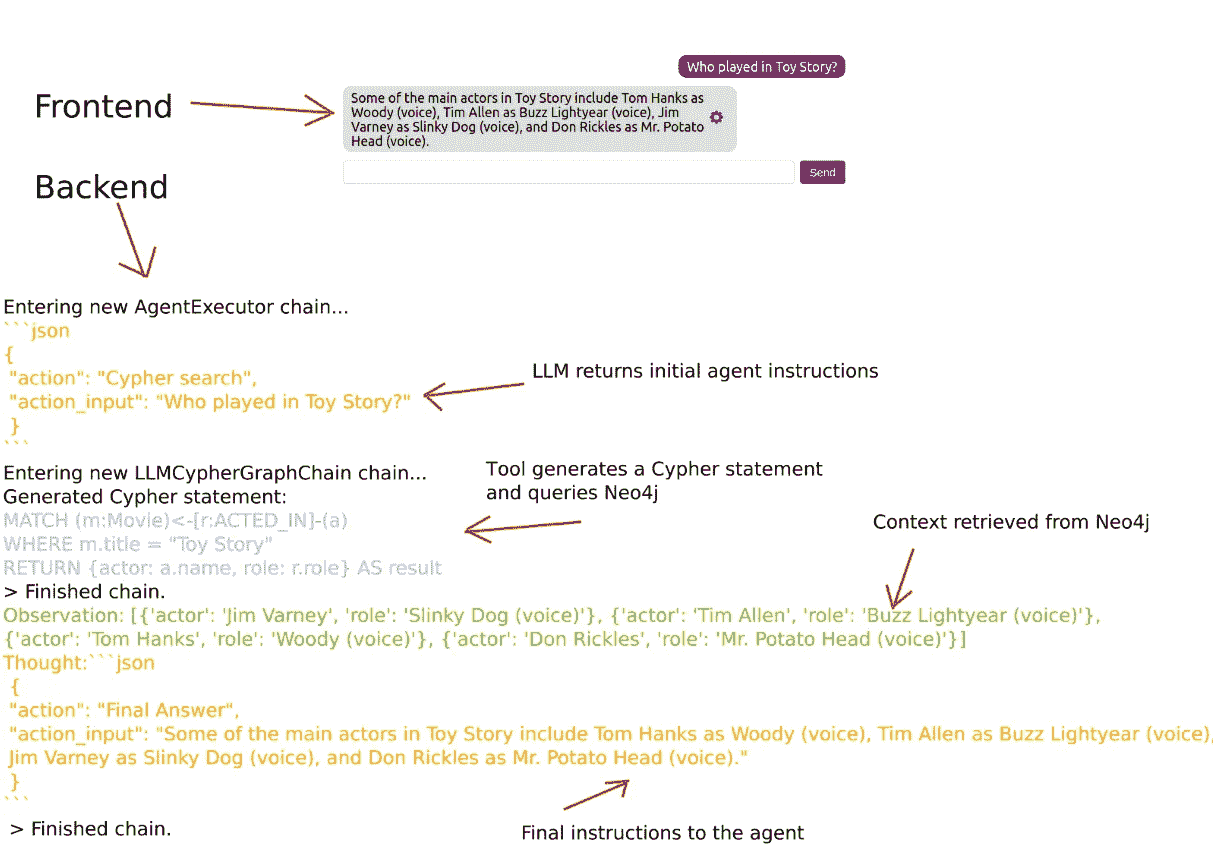 Who played in Toy Story?
Frontend
Some of the main actors in Toy Story include Tom Hanks as
Woody (voice), Tim Allen as Buzz Lightyear (voice), Jim
Varney as Slinky Dog (voice), and Don Rickles as Mr. Potato
Head (voice).
Send
Backend
Entering new AgentExecutor chain...
```json
{
"action": "Cypher search",
"action_input": "Who played in Toy Story?"
}
```
LLM returns initial agent instructions
Entering new LLMCypherGraphChain chain...
Generated Cypher statement:
MATCH (m:Movie)<-[r:ACTED_IN]-(a)
WHERE m.title = "Toy Story"
RETURN {actor: a.name, role: r.role} AS result
> Finished chain.
Tool generates a Cypher statement
and queries Neo4j
Context retrieved from Neo4j
Observation: [{'actor': 'Jim Varney', 'role': 'Slinky Dog (voice)'}, {'actor': 'Tim Allen', 'role': 'Buzz Lightyear (voice)'},
{'actor': 'Tom Hanks', 'role': 'Woody (voice)'}, {'actor': 'Don Rickles', 'role': 'Mr. Potato Head (voice)'}]
Thought:```json
{
"action": "Final Answer",
"action_input": "Some of the main actors in Toy Story include Tom Hanks as Woody (voice), Tim Allen as Buzz Lightyear (voice),
Jim Varney as Slinky Dog (voice), and Don Rickles as Mr. Potato Head (voice)."
}
```
> Finished chain.
Final instructions to the agent